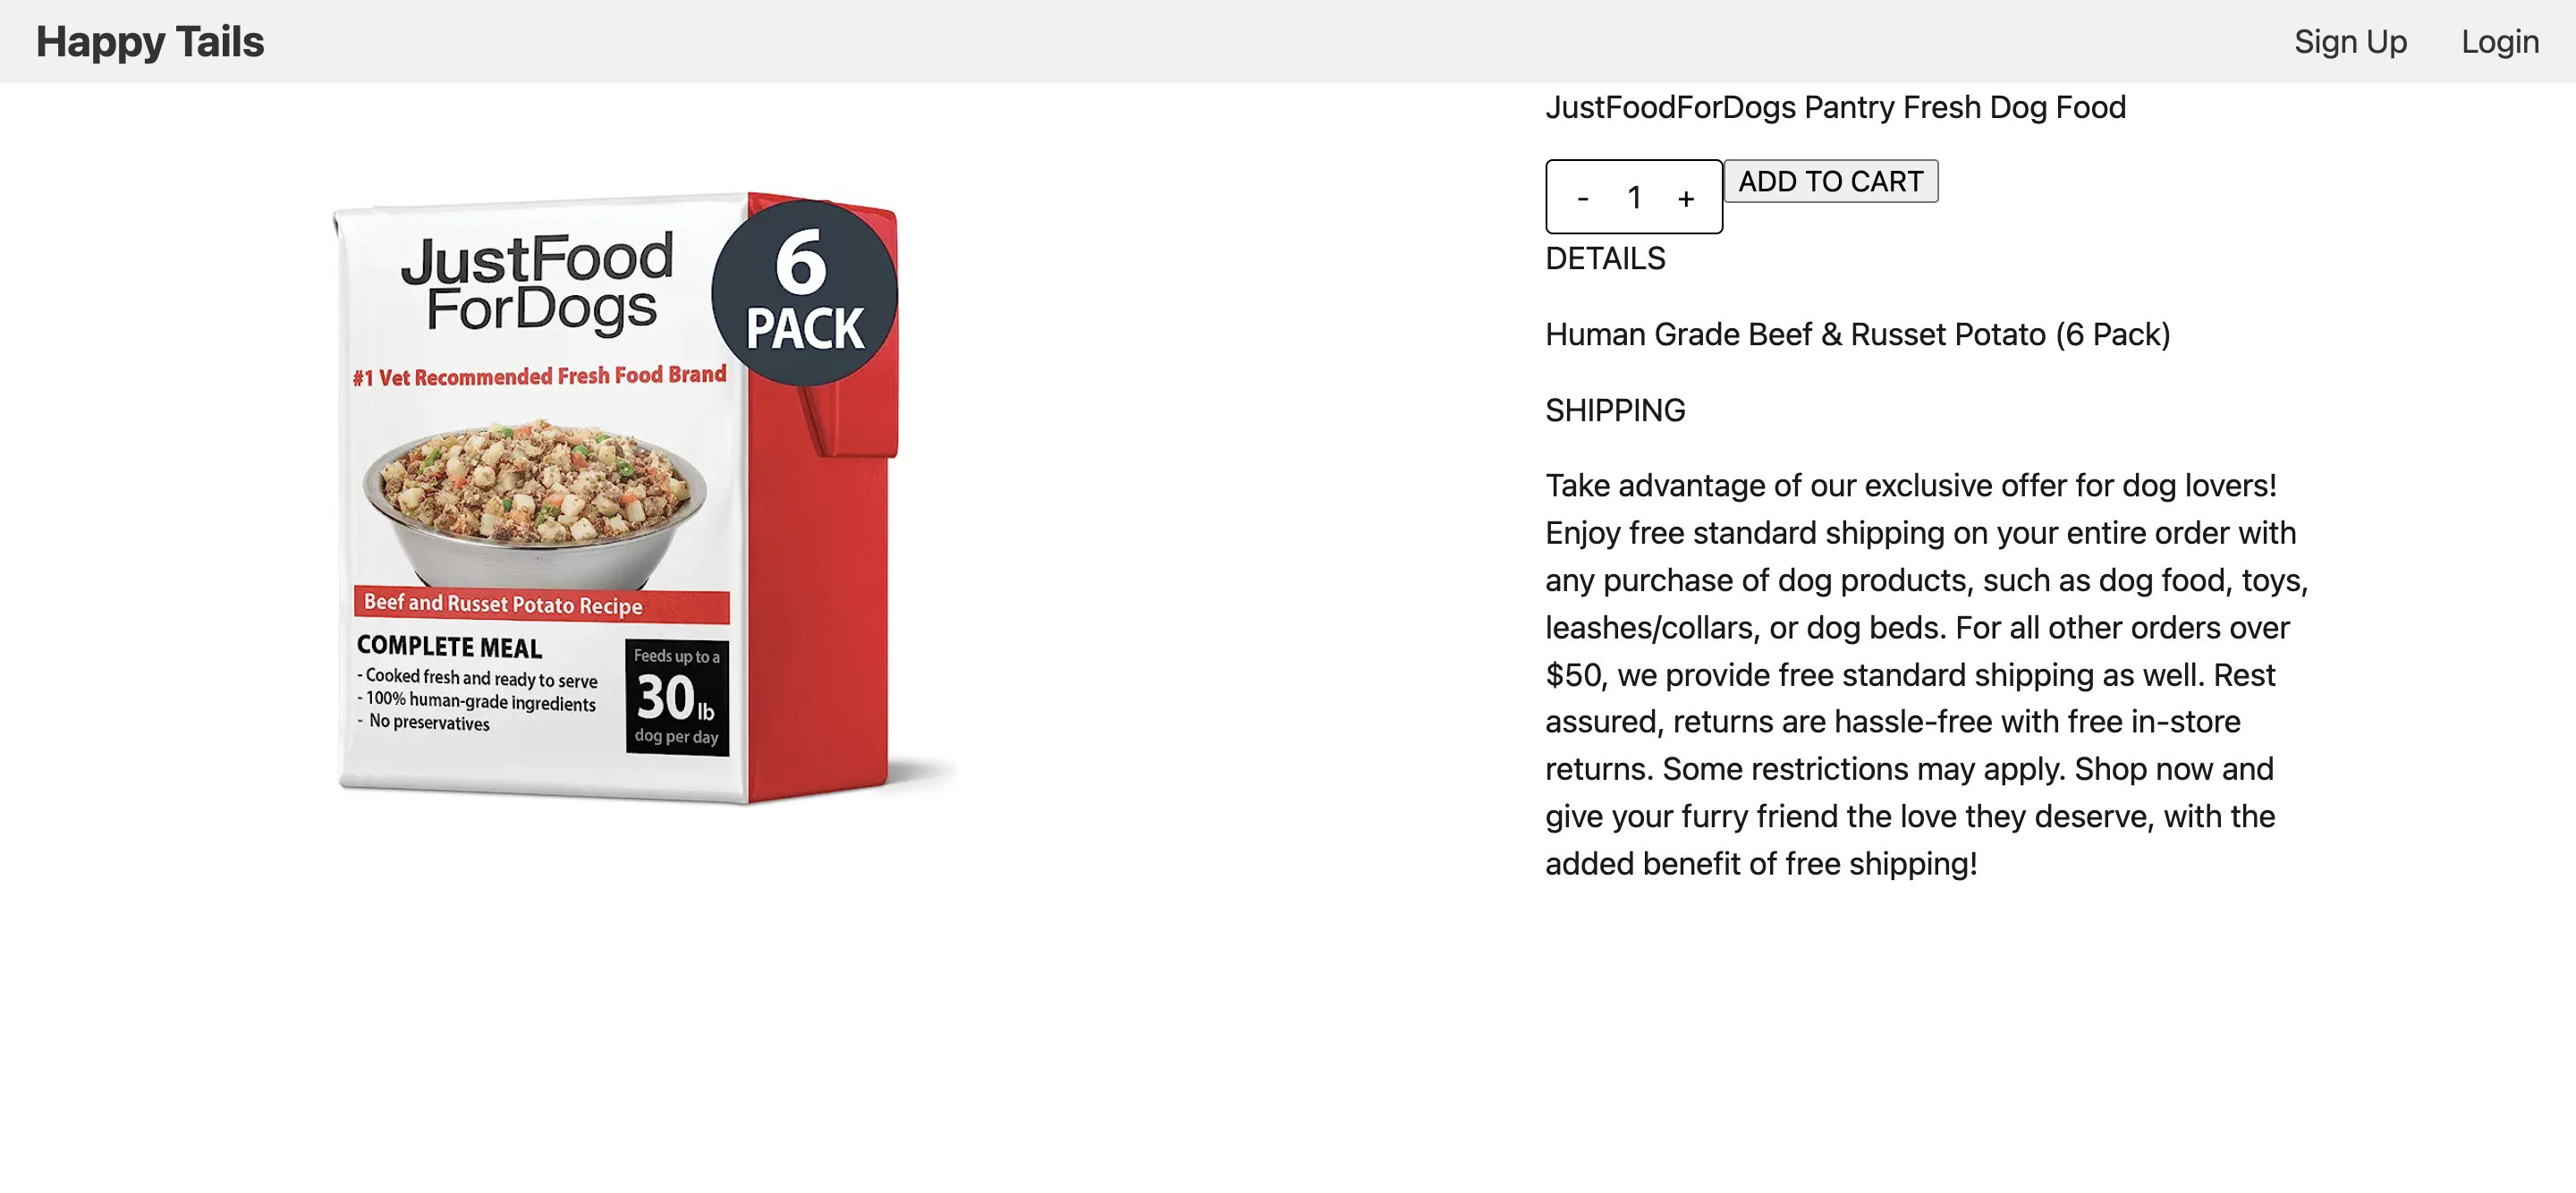 Happy Tails
Sign Up
Login
JustFood
ForDogs
6
PACK
#1 Vet Recommended Fresh Food Brand
Beef and Russet Potato Recipe
COMPLETE MEAL
- Cooked fresh and ready to serve
- 100% human-grade ingredients
- No preservatives
Feeds up to a
30 lb
dog per day
JustFoodForDogs Pantry Fresh Dog Food
- 1 +
ADD TO CART
DETAILS
Human Grade Beef & Russet Potato (6 Pack)
SHIPPING
Take advantage of our exclusive offer for dog lovers!
Enjoy free standard shipping on your entire order with
any purchase of dog products, such as dog food, toys,
leashes/collars, or dog beds. For all other orders over
$50, we provide free standard shipping as well. Rest
assured, returns are hassle-free with free in-store
returns. Some restrictions may apply. Shop now and
give your furry friend the love they deserve, with the
added benefit of free shipping!